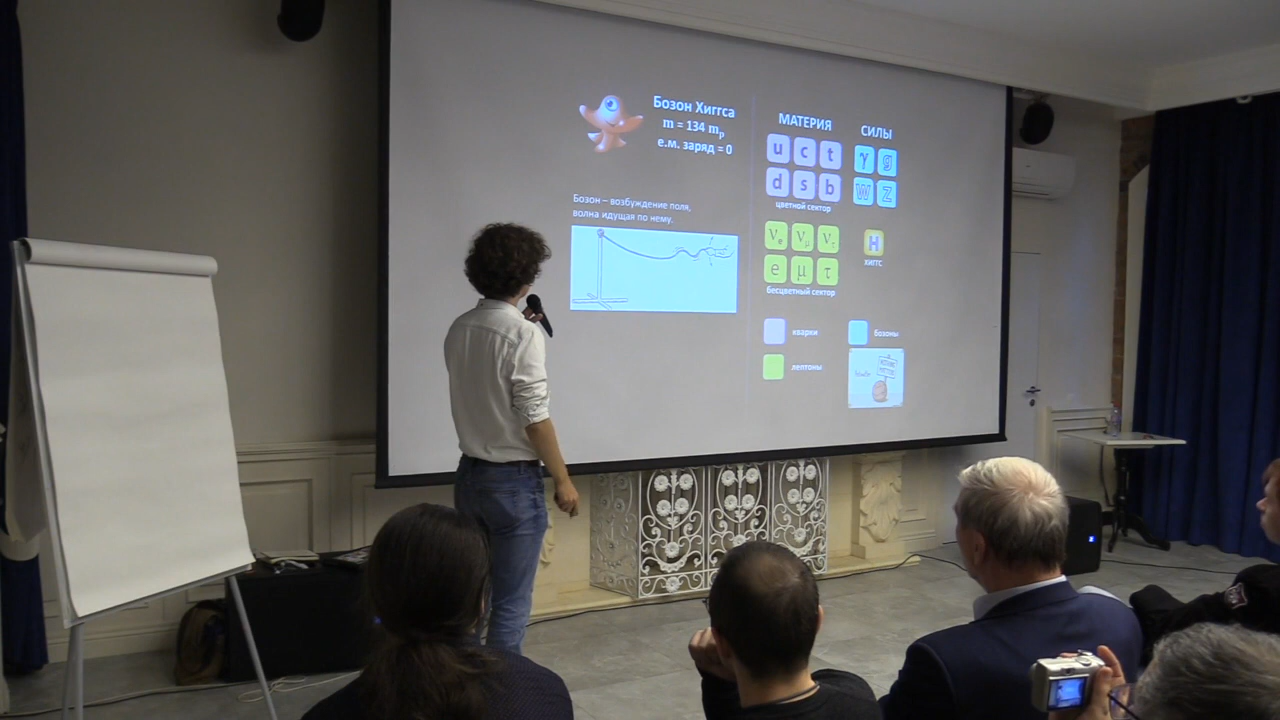 Бозон Хиггса
m = 134 mp
е.м. заряд = 0
Бозон – возбуждение поля,
волна идущая по нему.
МАТЕРИЯ
u c t
d s b
цветной сектор
νe νμ ντ
e μ τ
бесцветный сектор
кварки
лептоны
СИЛЫ
γ g
W Z
H
хиггс
бозоны